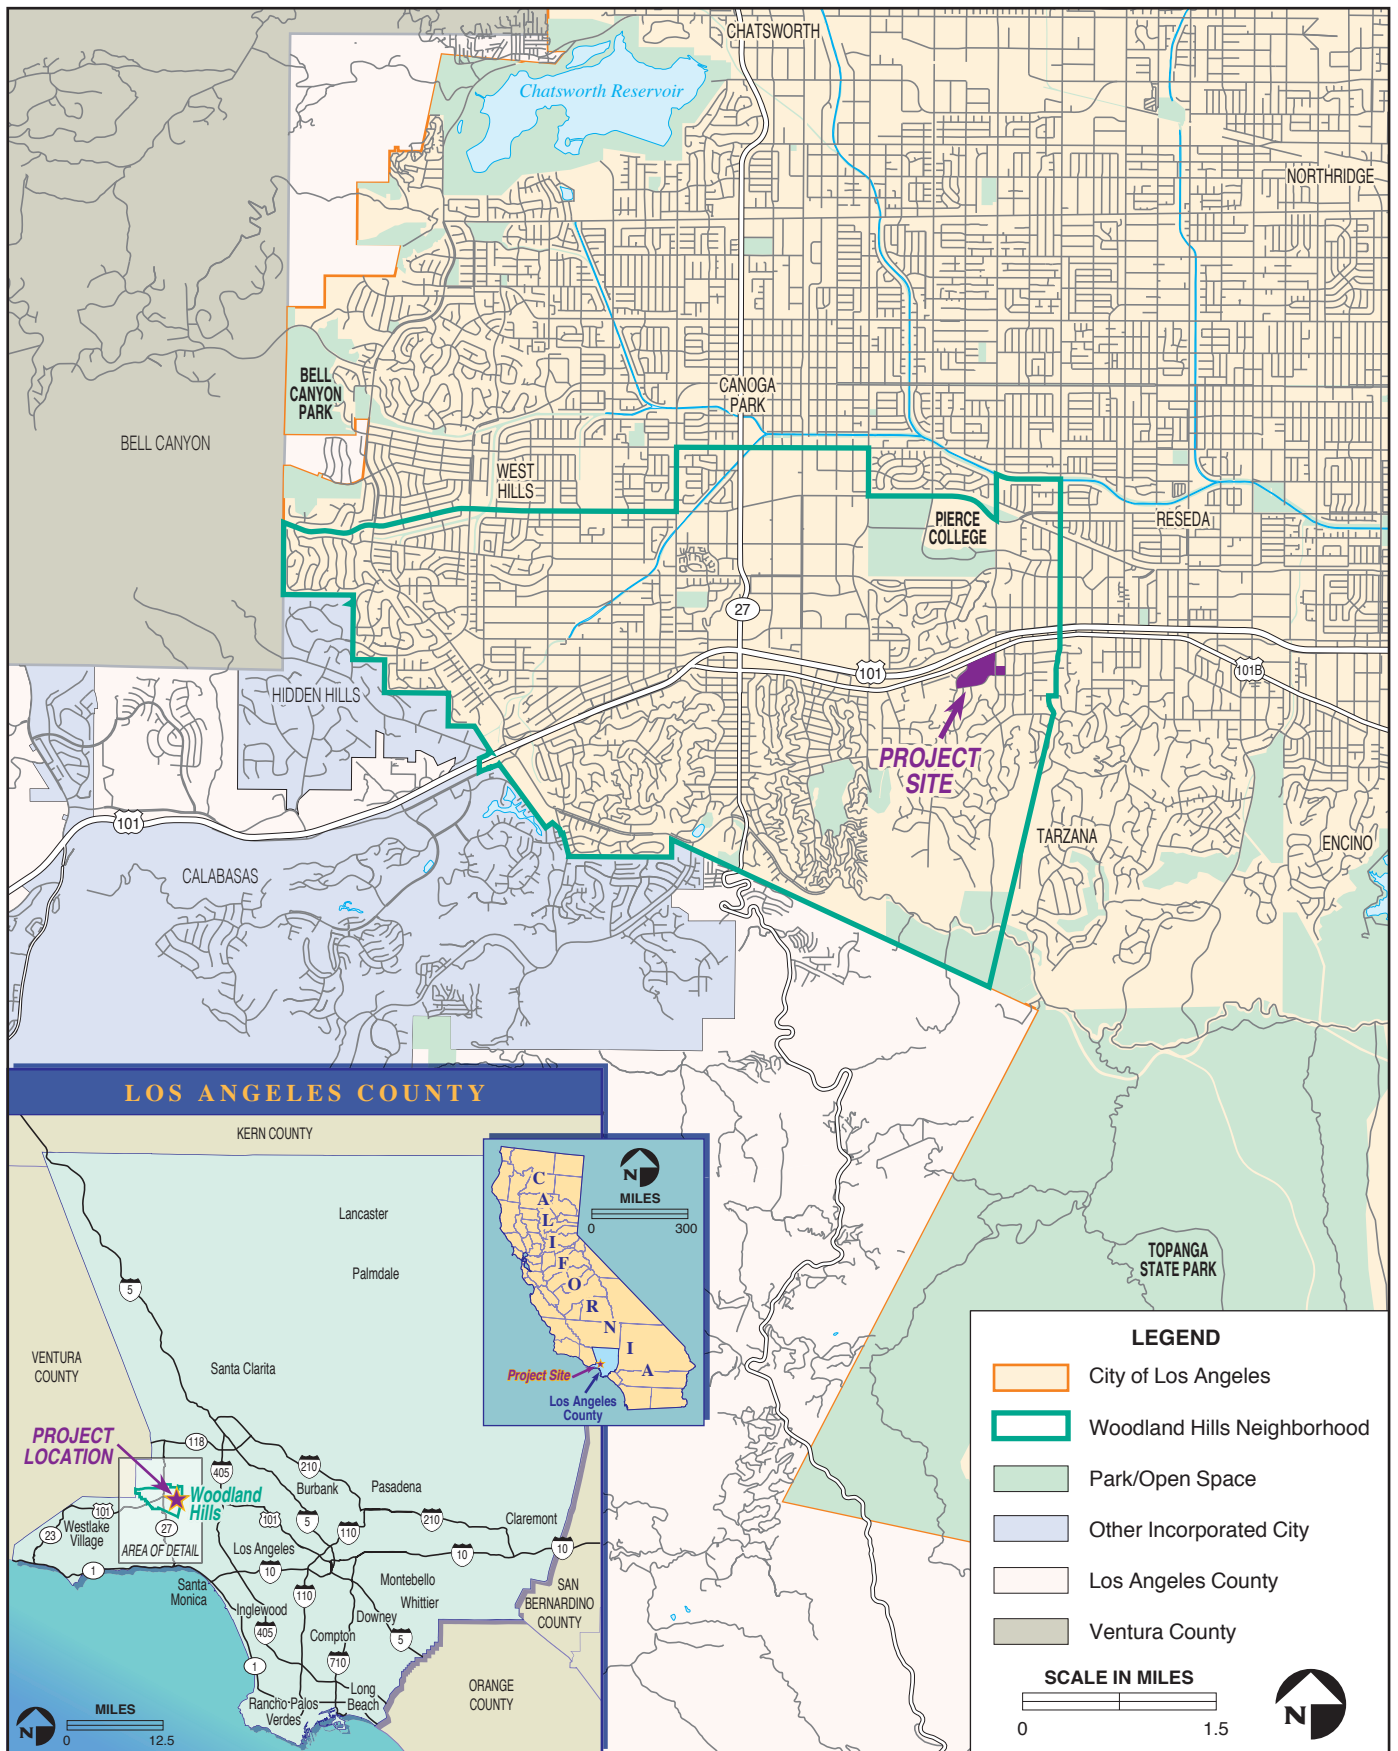 CHATSWORTH
Chatsworth Reservoir
NORTHRIDGE
BELL
CANYON
PARK
CANOGA
PARK
BELL CANYON
WEST
HILLS
PIERCE
COLLEGE
RESEDA
27
101
101B
HIDDEN HILLS
PROJECT
SITE
101
TARZANA
ENCINO
CALABASAS
TOPANGA
STATE PARK
LOS ANGELES COUNTY
KERN COUNTY
Lancaster
Palmdale
5
VENTURA
COUNTY
Santa Clarita
PROJECT
LOCATION
118
405
210
Burbank
Pasadena
Woodland
Hills
101
23
Westlake
Village
27
AREA OF DETAIL
101
5
110
210
Claremont
Los Angeles
10
10
10
1
Santa
Monica
110
Montebello
Whittier
SAN
BERNARDINO
COUNTY
Inglewood
405
Downey
5
Compton
710
1
Long
Beach
Rancho Palos
Verdes
ORANGE
COUNTY
N
MILES
0
12.5
N
MILES
0
300
C
A
L
I
F
O
R
N
I
A
Project Site
Los Angeles
County
LEGEND
City of Los Angeles
Woodland Hills Neighborhood
Park/Open Space
Other Incorporated City
Los Angeles County
Ventura County
SCALE IN MILES
0
1.5
N